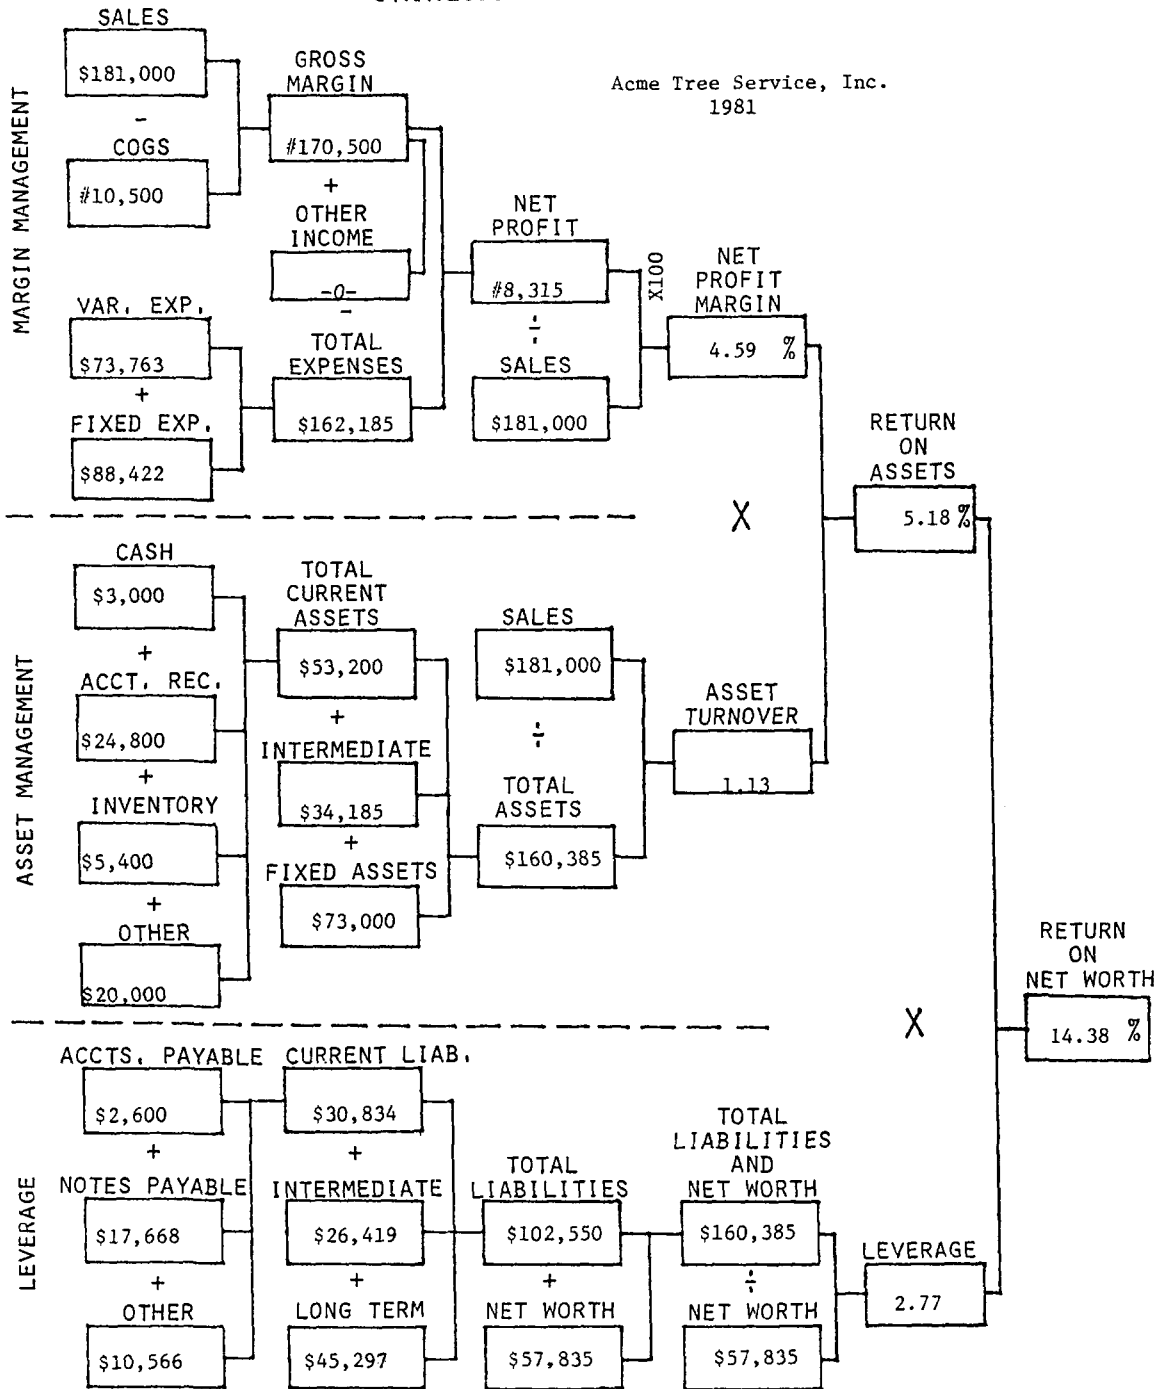 SALES
$181,000
-
COGS
#10,500
GROSS
MARGIN
#170,500
+
OTHER
INCOME
-0-
-
VAR. EXP.
$73,763
+
FIXED EXP.
$88,422
TOTAL
EXPENSES
$162,185
NET
PROFIT
#8,315
÷
SALES
$181,000
X100
NET
PROFIT
MARGIN
4.59 %
Acme Tree Service, Inc.
1981
MARGIN MANAGEMENT
X
RETURN
ON
ASSETS
5.18 %
ASSET MANAGEMENT
CASH
$3,000
+
ACCT. REC.
$24,800
+
INVENTORY
$5,400
+
OTHER
$20,000
TOTAL
CURRENT
ASSETS
$53,200
+
INTERMEDIATE
$34,185
+
FIXED ASSETS
$73,000
SALES
$181,000
÷
TOTAL
ASSETS
$160,385
ASSET
TURNOVER
1.13
X
RETURN
ON
NET WORTH
14.38 %
LEVERAGE
ACCTS. PAYABLE
$2,600
+
NOTES PAYABLE
$17,668
+
OTHER
$10,566
CURRENT LIAB.
$30,834
+
INTERMEDIATE
$26,419
+
LONG TERM
$45,297
TOTAL
LIABILITIES
$102,550
+
NET WORTH
$57,835
TOTAL
LIABILITIES
AND
NET WORTH
$160,385
÷
NET WORTH
$57,835
LEVERAGE
2.77